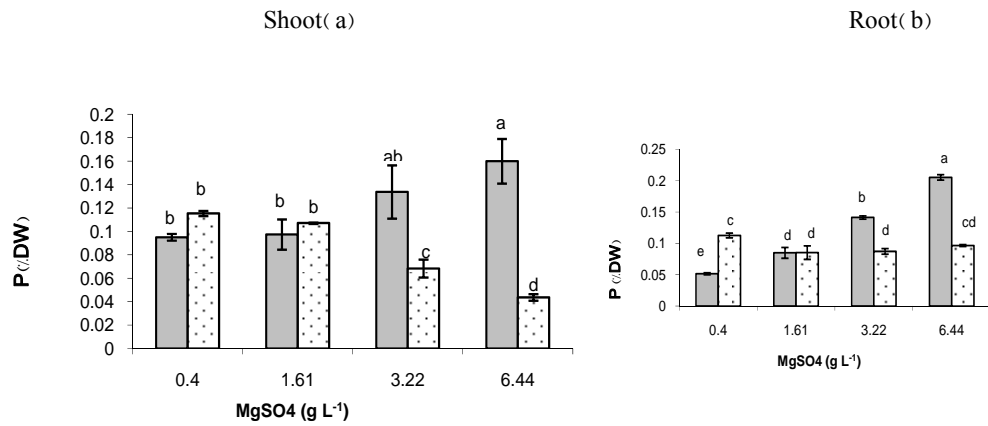 Shoot( a)
Root( b)
0.2
0.18
0.16
0.14
0.12
0.1
0.08
0.06
0.04
0.02
0
P (٪DW)
b
b
b
b
ab
c
a
d
0.4
1.61
3.22
6.44
MgSO4 (g L-1)
0.25
0.2
0.15
0.1
0.05
0
P (٪DW)
e
c
d
d
b
d
a
cd
0.4
1.61
3.22
6.44
MgSO4 (g L-1)